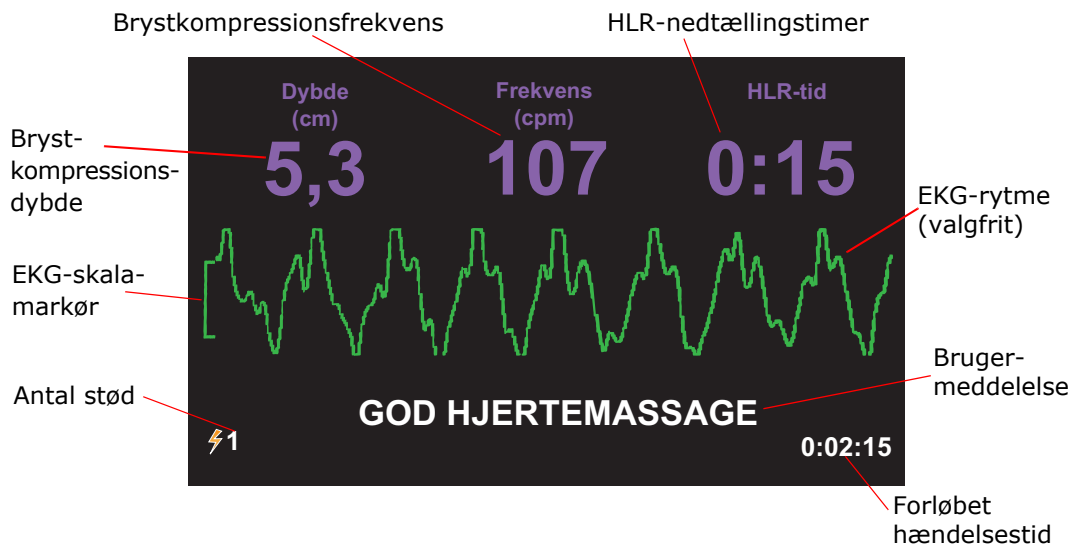 Brystkompressionsfrekvens
HLR-nedtællingstimer
Dybde
(cm)
Frekvens
(cpm)
HLR-tid
5,3
107
0:15
Bryst-
kompressions-
dybde
EKG-rytme
(valgfrit)
EKG-skala-
markør
Bruger-
meddelelse
Antal stød
GOD HJERTEMASSAGE
1
0:02:15
Forløbet
hændelsestid